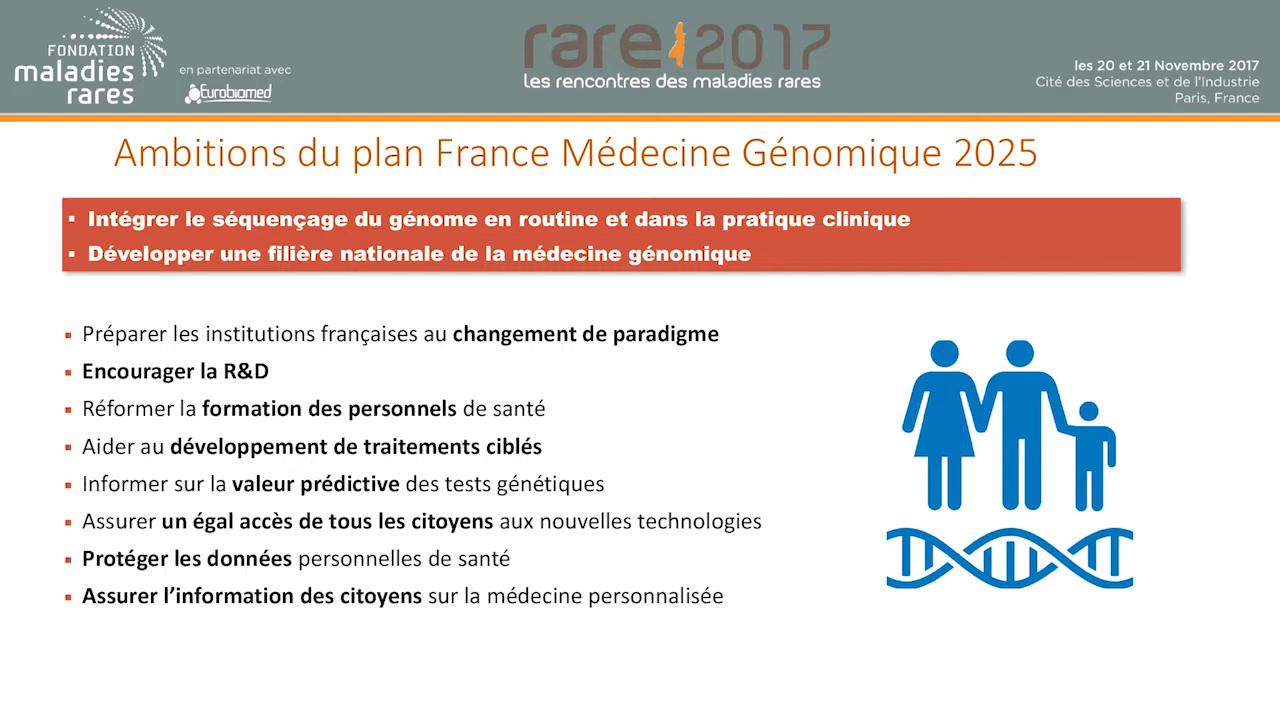 FONDATION
maladies
rares
en partenariat avec
Eurobiomed
rare 2017
les rencontres des maladies rares
les 20 et 21 Novembre 2017
Cité des Sciences et de l'Industrie
Paris, France
Ambitions du plan France Médecine Génomique 2025
▪ Intégrer le séquençage du génome en routine et dans la pratique clinique
▪ Développer une filière nationale de la médecine génomique
▪ Préparer les institutions françaises au changement de paradigme
▪ Encourager la R&D
▪ Réformer la formation des personnels de santé
▪ Aider au développement de traitements ciblés
▪ Informer sur la valeur prédictive des tests génétiques
▪ Assurer un égal accès de tous les citoyens aux nouvelles technologies
▪ Protéger les données personnelles de santé
▪ Assurer l’information des citoyens sur la médecine personnalisée